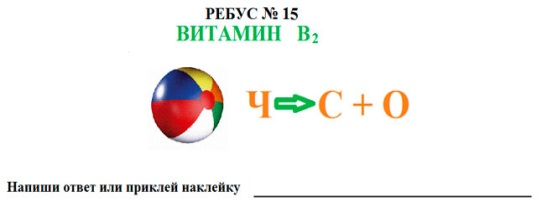 РЕБУС № 15
ВИТАМИН В₂
Ч⇨С + О
Напиши ответ или приклей наклейку